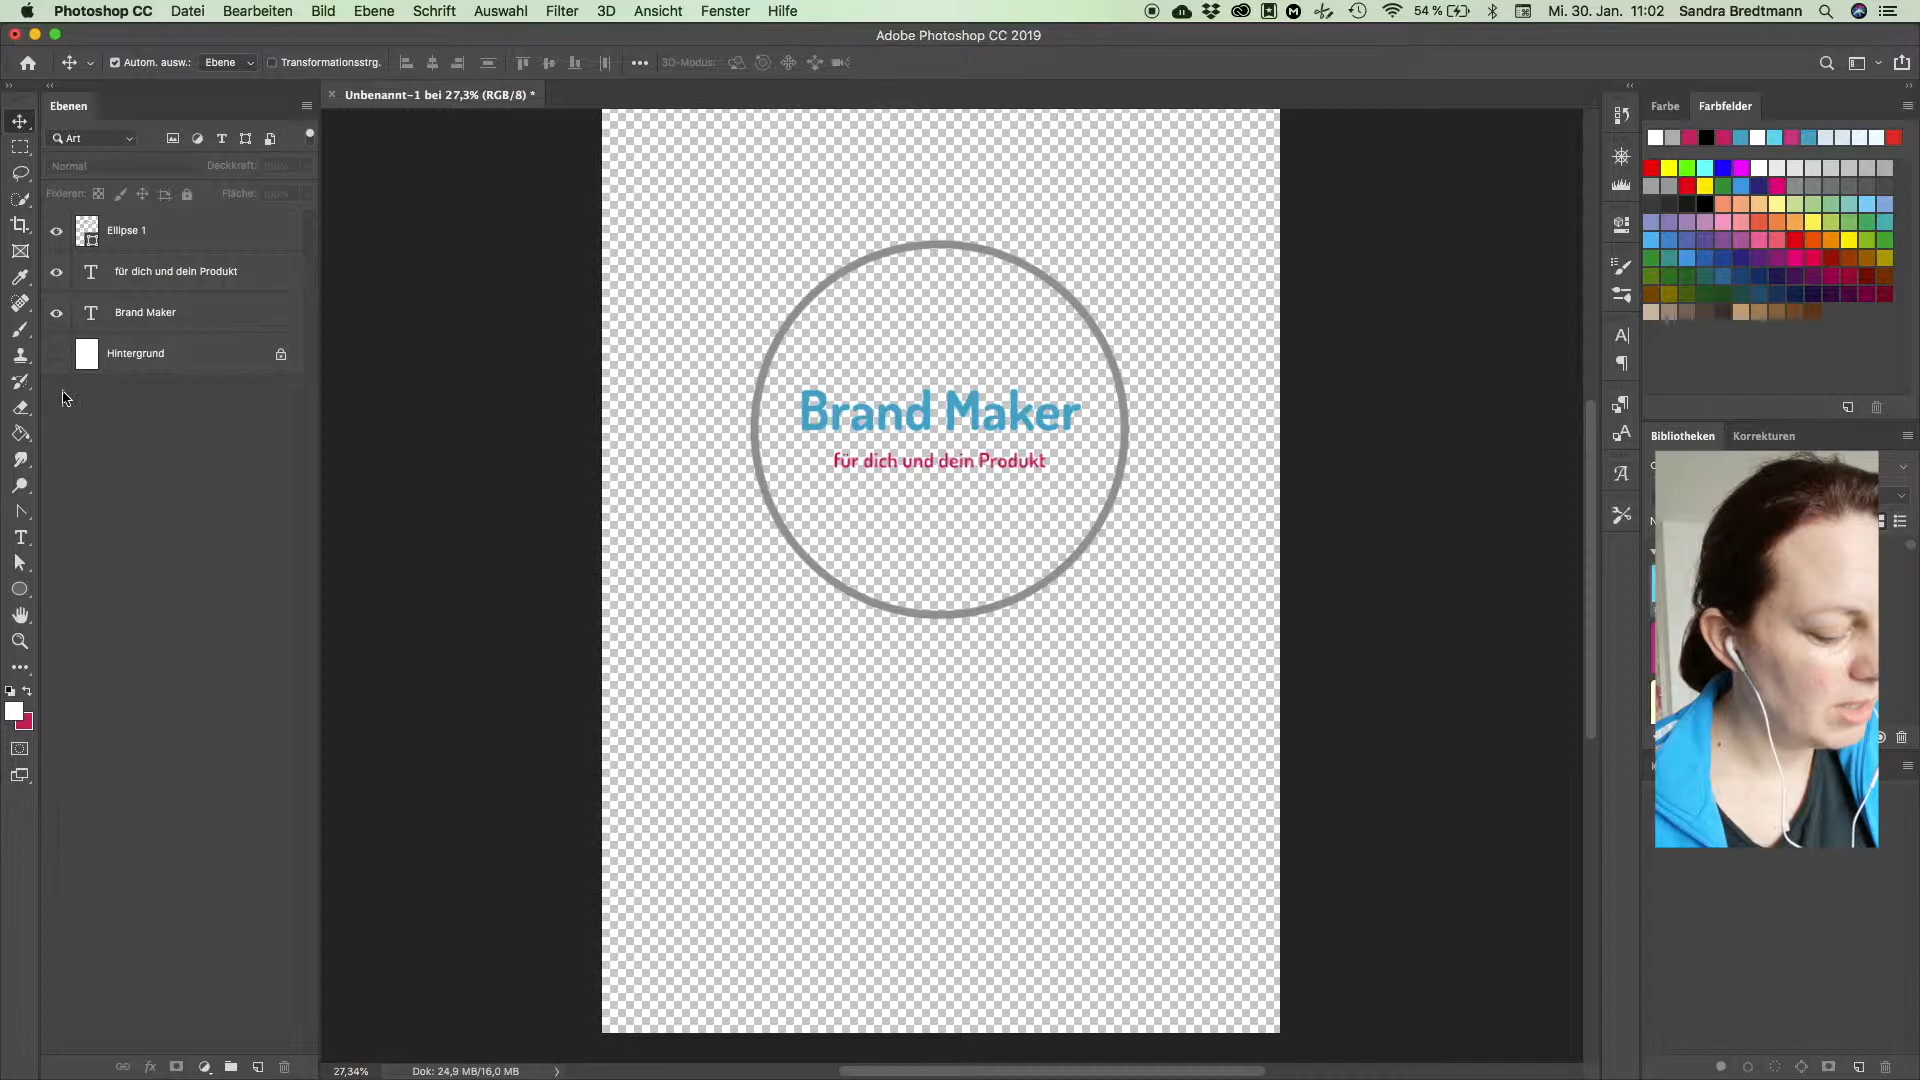 Photoshop CC Datei Bearbeiten Bild Ebene Schrift Auswahl Filter 3D Ansicht Fenster Hilfe 54 % Mi. 30. Jan. 11:02 Sandra Bredtmann
Adobe Photoshop CC 2019
Autom. ausw.: Ebene Transformationsstrg. 3D-Modus:
Ebenen
Unbenannt-1 bei 27,3% (RGB/8) *
Farbe Farbfelder
Art
Normal Deckkraft: 100%
Fixieren: Fläche: 100%
Ellipse 1
für dich und dein Produkt
Brand Maker
Hintergrund
Brand Maker
für dich und dein Produkt
Bibliotheken Korrekturen
27,34% Dok: 24,9 MB/16,0 MB